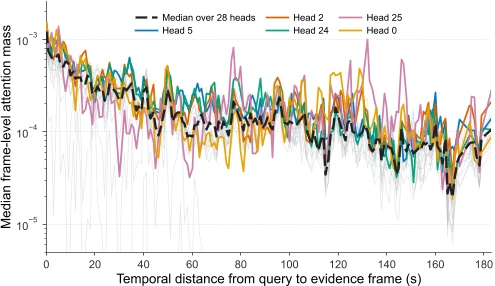 Median over 28 heads
Head 5
Head 2
Head 24
Head 25
Head 0
Median frame-level attention mass
10⁻³
10⁻⁴
10⁻⁵
0 20 40 60 80 100 120 140 160 180
Temporal distance from query to evidence frame (s)